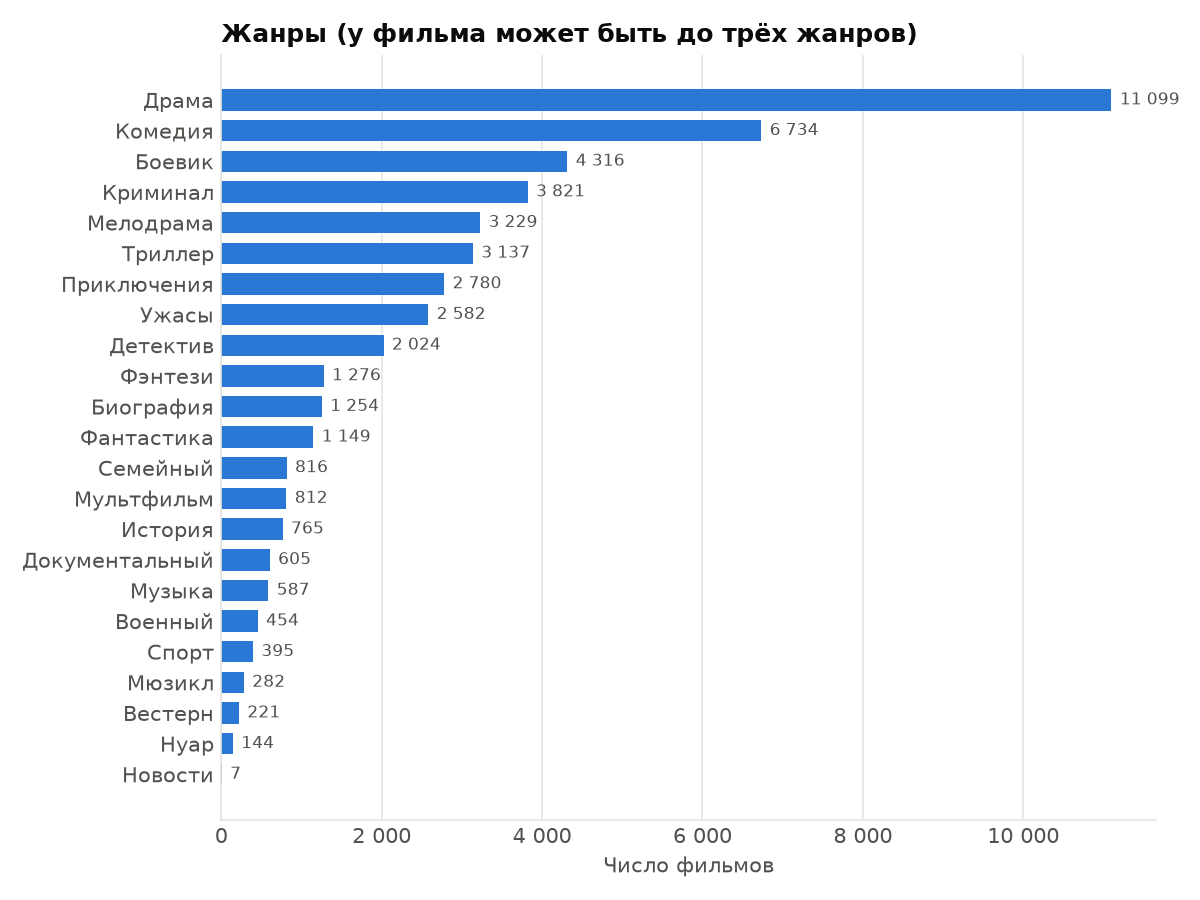 Жанры (у фильма может быть до трёх жанров)
Драма 11 099
Комедия 6 734
Боевик 4 316
Криминал 3 821
Мелодрама 3 229
Триллер 3 137
Приключения 2 780
Ужасы 2 582
Детектив 2 024
Фэнтези 1 276
Биография 1 254
Фантастика 1 149
Семейный 816
Мультфильм 812
История 765
Документальный 605
Музыка 587
Военный 454
Спорт 395
Мюзикл 282
Вестерн 221
Нуар 144
Новости 7
0 2 000 4 000 6 000 8 000 10 000
Число фильмов